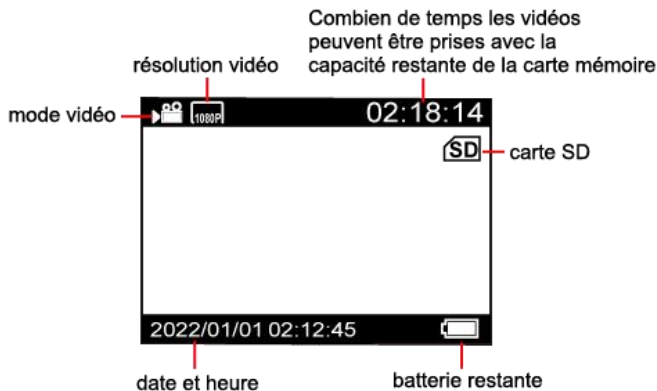 Combien de temps les vidéos
peuvent être prises avec la
capacité restante de la carte mémoire
résolution vidéo
mode vidéo
1080P
02:18:14
SD
carte SD
2022/01/01 02:12:45
date et heure
batterie restante